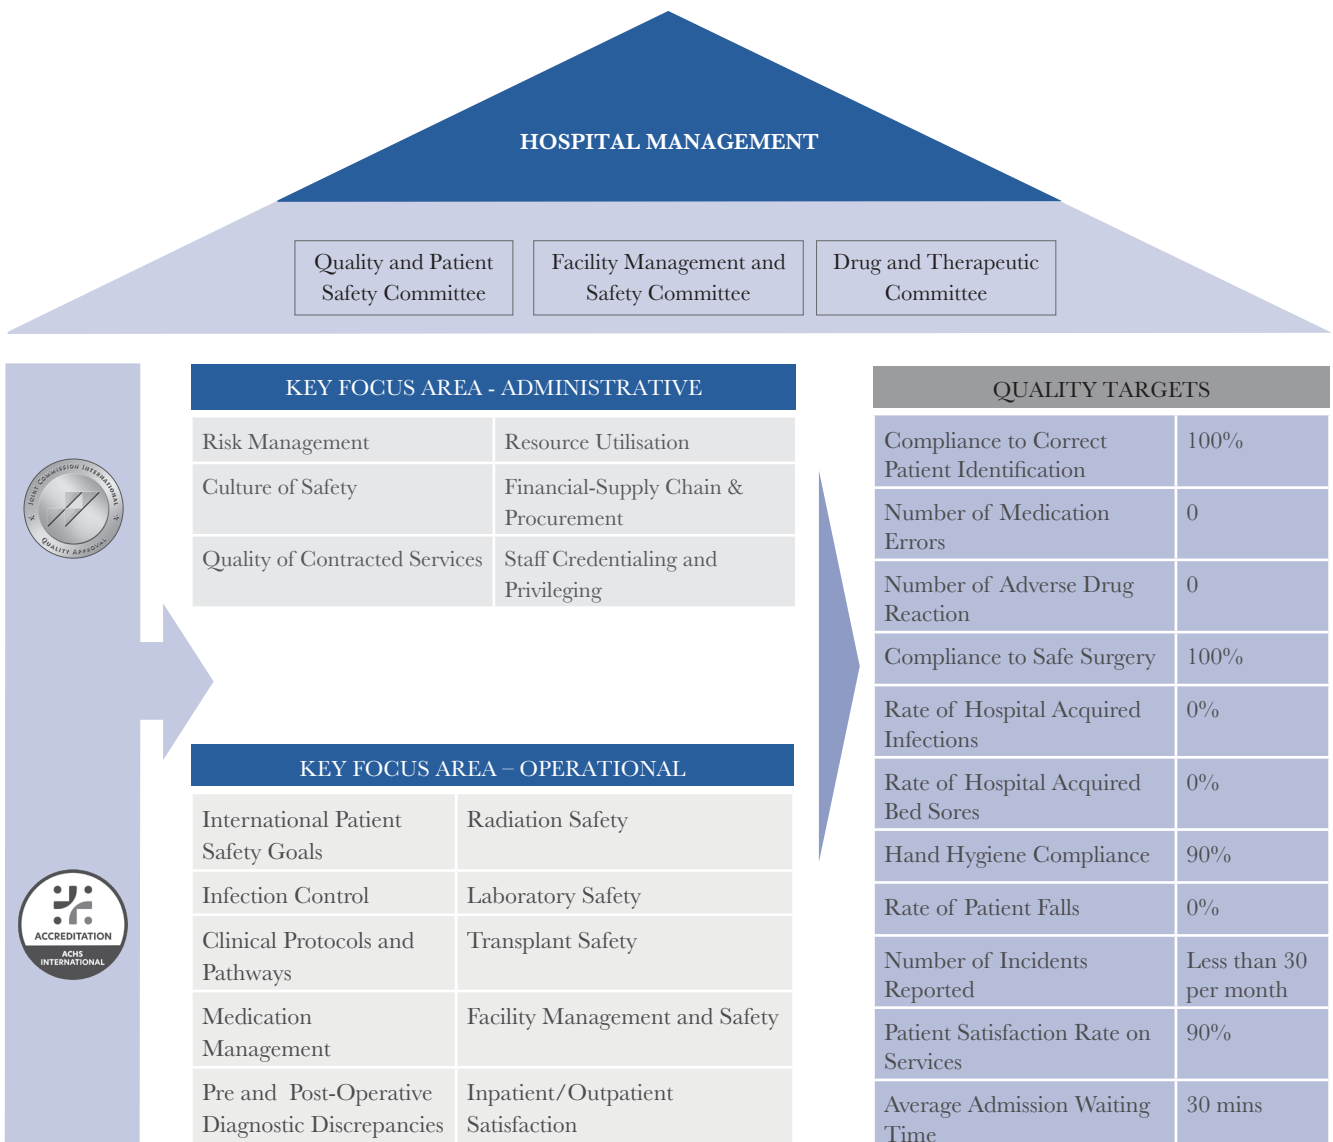 HOSPITAL MANAGEMENT
Quality and Patient
Safety Committee
Facility Management and
Safety Committee
Drug and Therapeutic
Committee
JOINT COMMISSION INTERNATIONAL
QUALITY APPROVAL
ACCREDITATION
ACHS
INTERNATIONAL
KEY FOCUS AREA - ADMINISTRATIVE
Risk Management
Resource Utilisation
Culture of Safety
Financial-Supply Chain &
Procurement
Quality of Contracted Services
Staff Credentialing and
Privileging
KEY FOCUS AREA – OPERATIONAL
International Patient
Safety Goals
Radiation Safety
Infection Control
Laboratory Safety
Clinical Protocols and
Pathways
Transplant Safety
Medication
Management
Facility Management and Safety
Pre and Post-Operative
Diagnostic Discrepancies
Inpatient/Outpatient
Satisfaction
QUALITY TARGETS
Compliance to Correct
Patient Identification
100%
Number of Medication
Errors
0
Number of Adverse Drug
Reaction
0
Compliance to Safe Surgery
100%
Rate of Hospital Acquired
Infections
0%
Rate of Hospital Acquired
Bed Sores
0%
Hand Hygiene Compliance
90%
Rate of Patient Falls
0%
Number of Incidents
Reported
Less than 30
per month
Patient Satisfaction Rate on
Services
90%
Average Admission Waiting
Time
30 mins